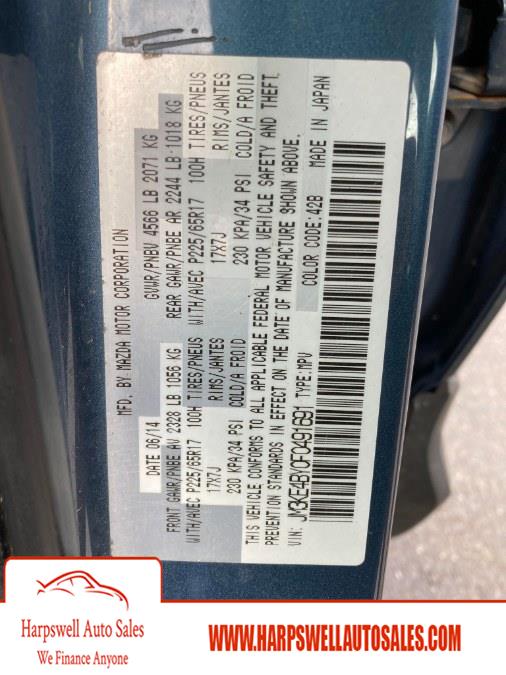 MFD. BY MAZDA MOTOR CORPORATION
DATE 06/14 GVWR/PNBV 4566 LB 2071 KG
FRONT GAWR/PNBE AV 2328 LB 1056 KG REAR GAWR/PNBE AR 2244 LB 1018 KG
WITH/AVEC P225/65R17 100H TIRES/PNEUS WITH/AVEC P225/65R17 100H TIRES/PNEUS
17X7J RIMS/JANTES 17X7J RIMS/JANTES
230 KPA/34 PSI COLD/A FROID 230 KPA/34 PSI COLD/A FROID
THIS VEHICLE CONFORMS TO ALL APPLICABLE FEDERAL MOTOR VEHICLE SAFETY AND THEFT
PREVENTION STANDARDS IN EFFECT ON THE DATE OF MANUFACTURE SHOWN ABOVE.
VIN: JM3KE4BY0F0491691 TYPE:MPV COLOR CODE:42B MADE IN JAPAN
Harpswell Auto Sales
We Finance Anyone
WWW.HARPSWELLAUTOSALES.COM